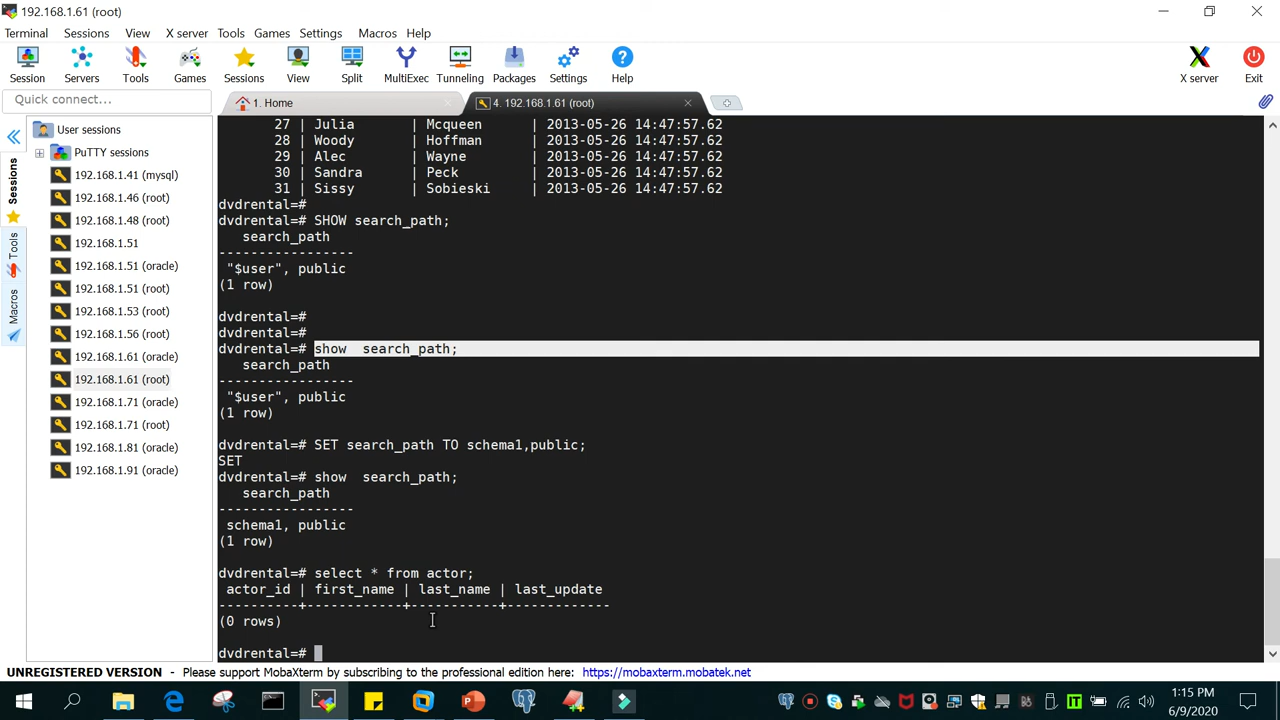 192.168.1.61 (root)
Terminal Sessions View X server Tools Games Settings Macros Help
Session Servers Tools Games Sessions View Split MultiExec Tunneling Packages Settings Help X server Exit
Quick connect...
1. Home
4. 192.168.1.61 (root)
Sessions
Tools
Macros
User sessions
PuTTY sessions
192.168.1.41 (mysql)
192.168.1.46 (root)
192.168.1.48 (root)
192.168.1.51
192.168.1.51 (oracle)
192.168.1.51 (root)
192.168.1.53 (root)
192.168.1.56 (root)
192.168.1.61 (oracle)
192.168.1.61 (root)
192.168.1.71 (oracle)
192.168.1.71 (root)
192.168.1.81 (oracle)
192.168.1.91 (oracle)
27 | Julia | Mcqueen | 2013-05-26 14:47:57.62
28 | Woody | Hoffman | 2013-05-26 14:47:57.62
29 | Alec | Wayne | 2013-05-26 14:47:57.62
30 | Sandra | Peck | 2013-05-26 14:47:57.62
31 | Sissy | Sobieski | 2013-05-26 14:47:57.62
dvdrental=#
dvdrental=# SHOW search_path;
search_path
-----------------
"$user", public
(1 row)
dvdrental=#
dvdrental=#
dvdrental=# show  search_path;
search_path
-----------------
"$user", public
(1 row)
dvdrental=# SET search_path TO schema1,public;
SET
dvdrental=# show  search_path;
search_path
-----------------
schema1, public
(1 row)
dvdrental=# select * from actor;
actor_id | first_name | last_name | last_update
----------+------------+-----------+-------------
(0 rows)
dvdrental=#
UNREGISTERED VERSION - Please support MobaXterm by subscribing to the professional edition here: https://mobaxterm.mobatek.net
1:15 PM
6/9/2020